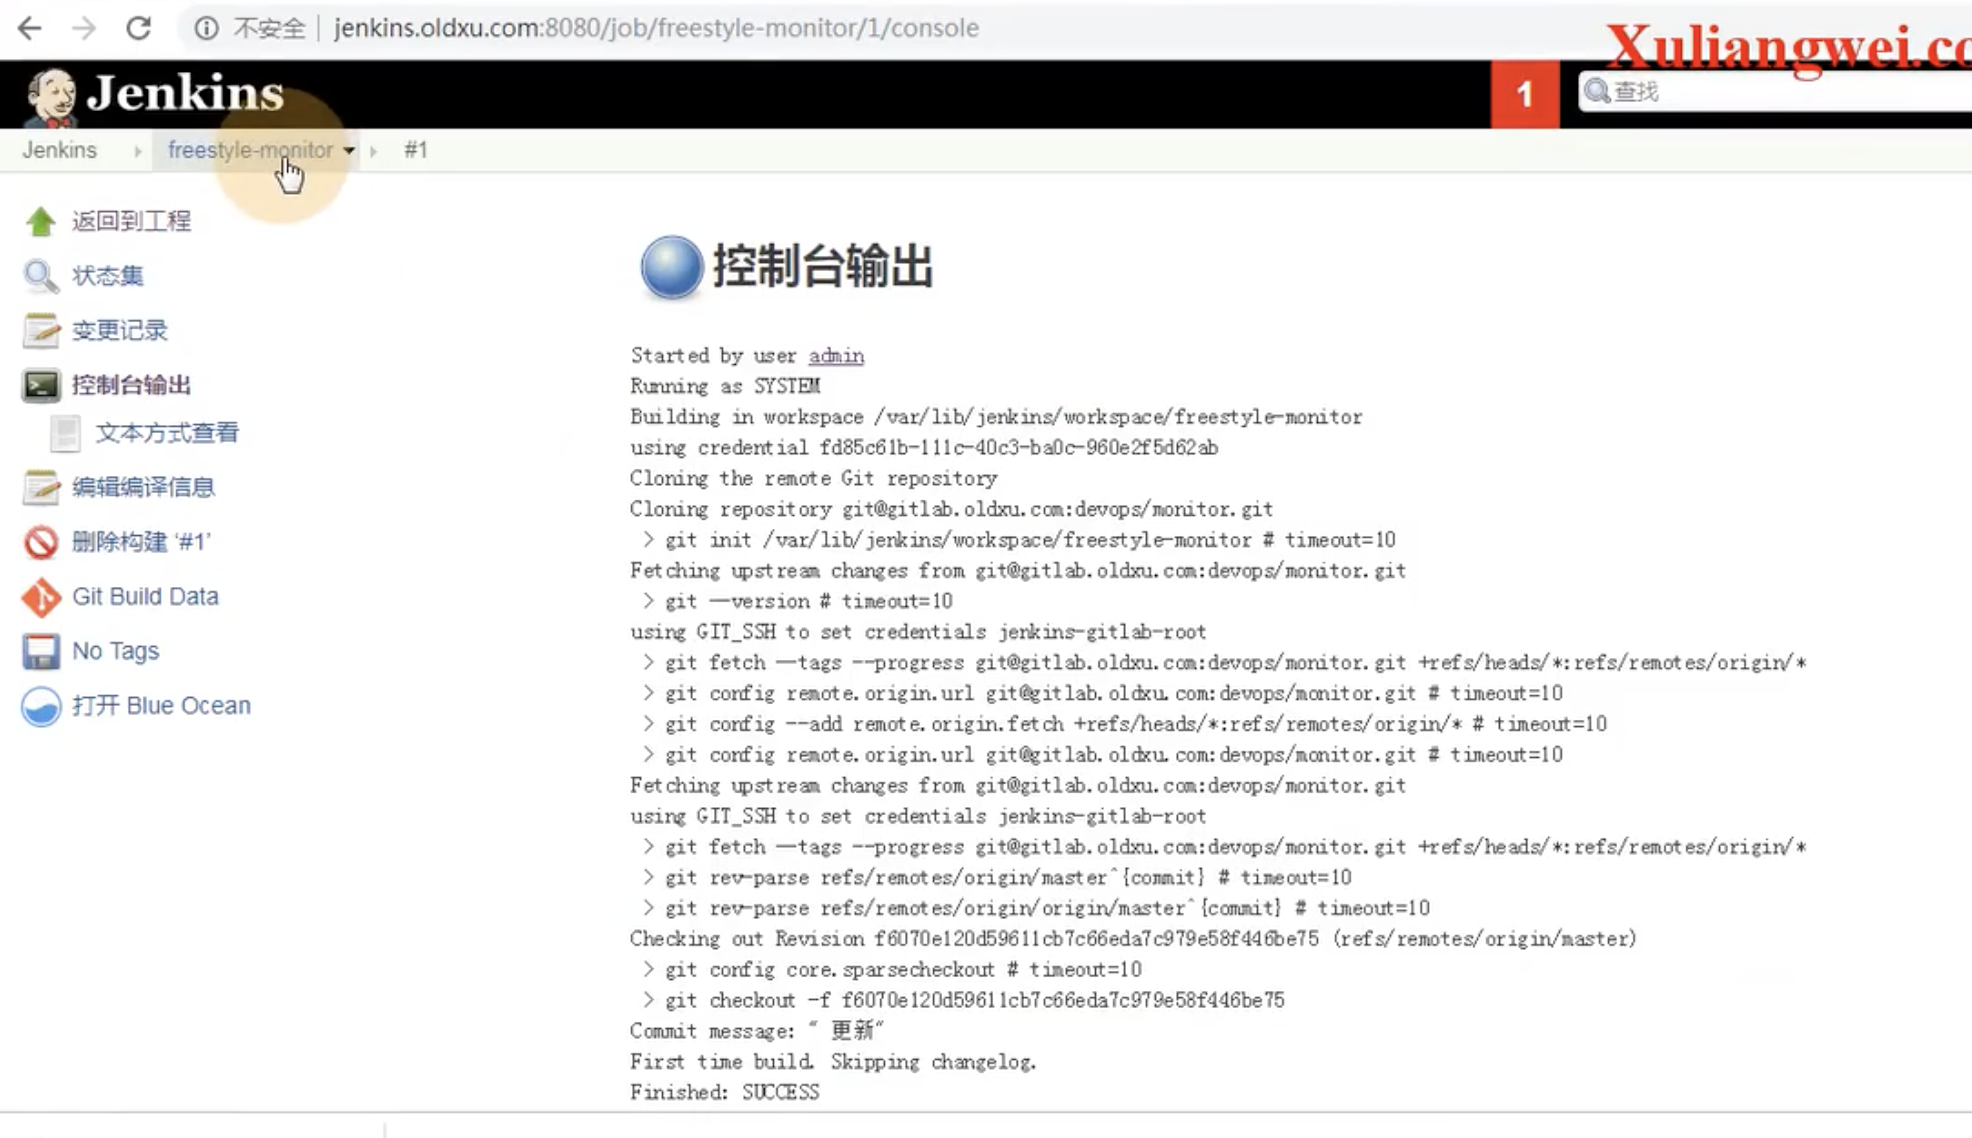 不安全 jenkins.oldxu.com:8080/job/freestyle-monitor/1/console
Xuliangwei.co
Jenkins
1
查找
Jenkins freestyle-monitor #1
返回到工程
状态集
变更记录
控制台输出
文本方式查看
编辑编译信息
删除构建 ‘#1’
Git Build Data
No Tags
打开 Blue Ocean
控制台输出
Started by user admin
Running as SYSTEM
Building in workspace /var/lib/jenkins/workspace/freestyle-monitor
using credential fd85c61b-111c-40c3-ba0c-960e2f5d62ab
Cloning the remote Git repository
Cloning repository git@gitlab.oldxu.com:devops/monitor.git
> git init /var/lib/jenkins/workspace/freestyle-monitor # timeout=10
Fetching upstream changes from git@gitlab.oldxu.com:devops/monitor.git
> git --version # timeout=10
using GIT_SSH to set credentials jenkins-gitlab-root
> git fetch --tags --progress git@gitlab.oldxu.com:devops/monitor.git +refs/heads/*:refs/remotes/origin/*
> git config remote.origin.url git@gitlab.oldxu.com:devops/monitor.git # timeout=10
> git config --add remote.origin.fetch +refs/heads/*:refs/remotes/origin/* # timeout=10
> git config remote.origin.url git@gitlab.oldxu.com:devops/monitor.git # timeout=10
Fetching upstream changes from git@gitlab.oldxu.com:devops/monitor.git
using GIT_SSH to set credentials jenkins-gitlab-root
> git fetch --tags --progress git@gitlab.oldxu.com:devops/monitor.git +refs/heads/*:refs/remotes/origin/*
> git rev-parse refs/remotes/origin/master^{commit} # timeout=10
> git rev-parse refs/remotes/origin/origin/master^{commit} # timeout=10
Checking out Revision f6070e120d59611cb7c66eda7c979e58f446be75 (refs/remotes/origin/master)
> git config core.sparsecheckout # timeout=10
> git checkout -f f6070e120d59611cb7c66eda7c979e58f446be75
Commit message: " 更新"
First time build. Skipping changelog.
Finished: SUCCESS